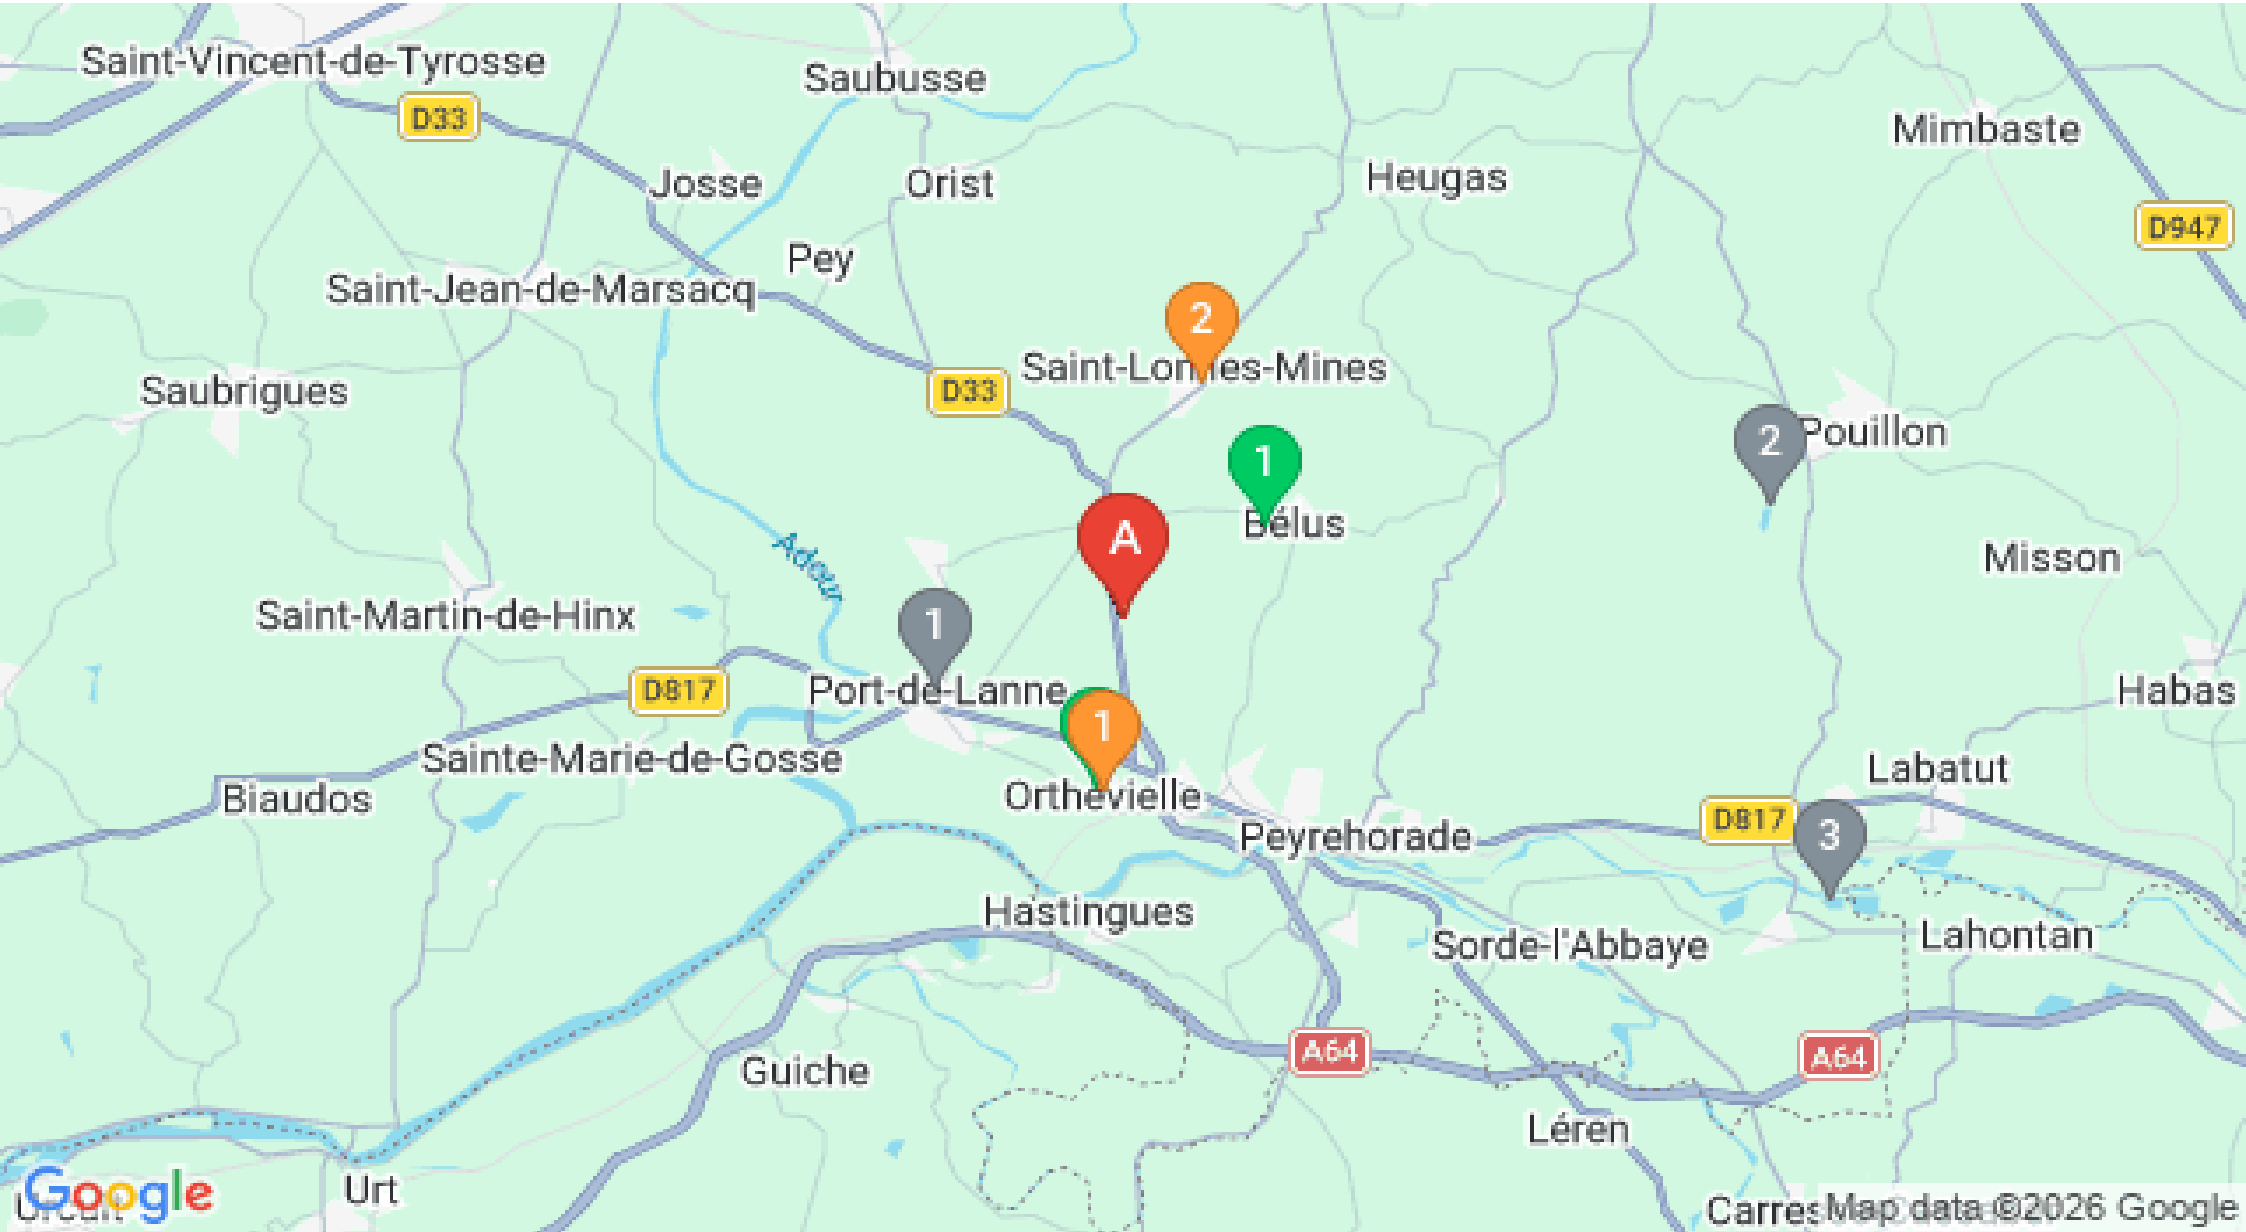 Saint-Vincent-de-Tyrosse
Saubusse
D33
Mimbaste
Josse
Orist
Heugas
D947
Pey
Saint-Jean-de-Marsacq
2
Saint-Lon-les-Mines
D33
Saubrigues
1
2
Pouillon
A
Bélus
Adour
Misson
Saint-Martin-de-Hinx
1
D817
Port-de-Lanne
Habas
1
Sainte-Marie-de-Gosse
Labatut
Biaudos
Orthevielle
D817
3
Peyrehorade
Hastingues
Sorde-l'Abbaye
Lahontan
A64
A64
Guiche
Léren
Urt
Google
Map data ©2026 Google